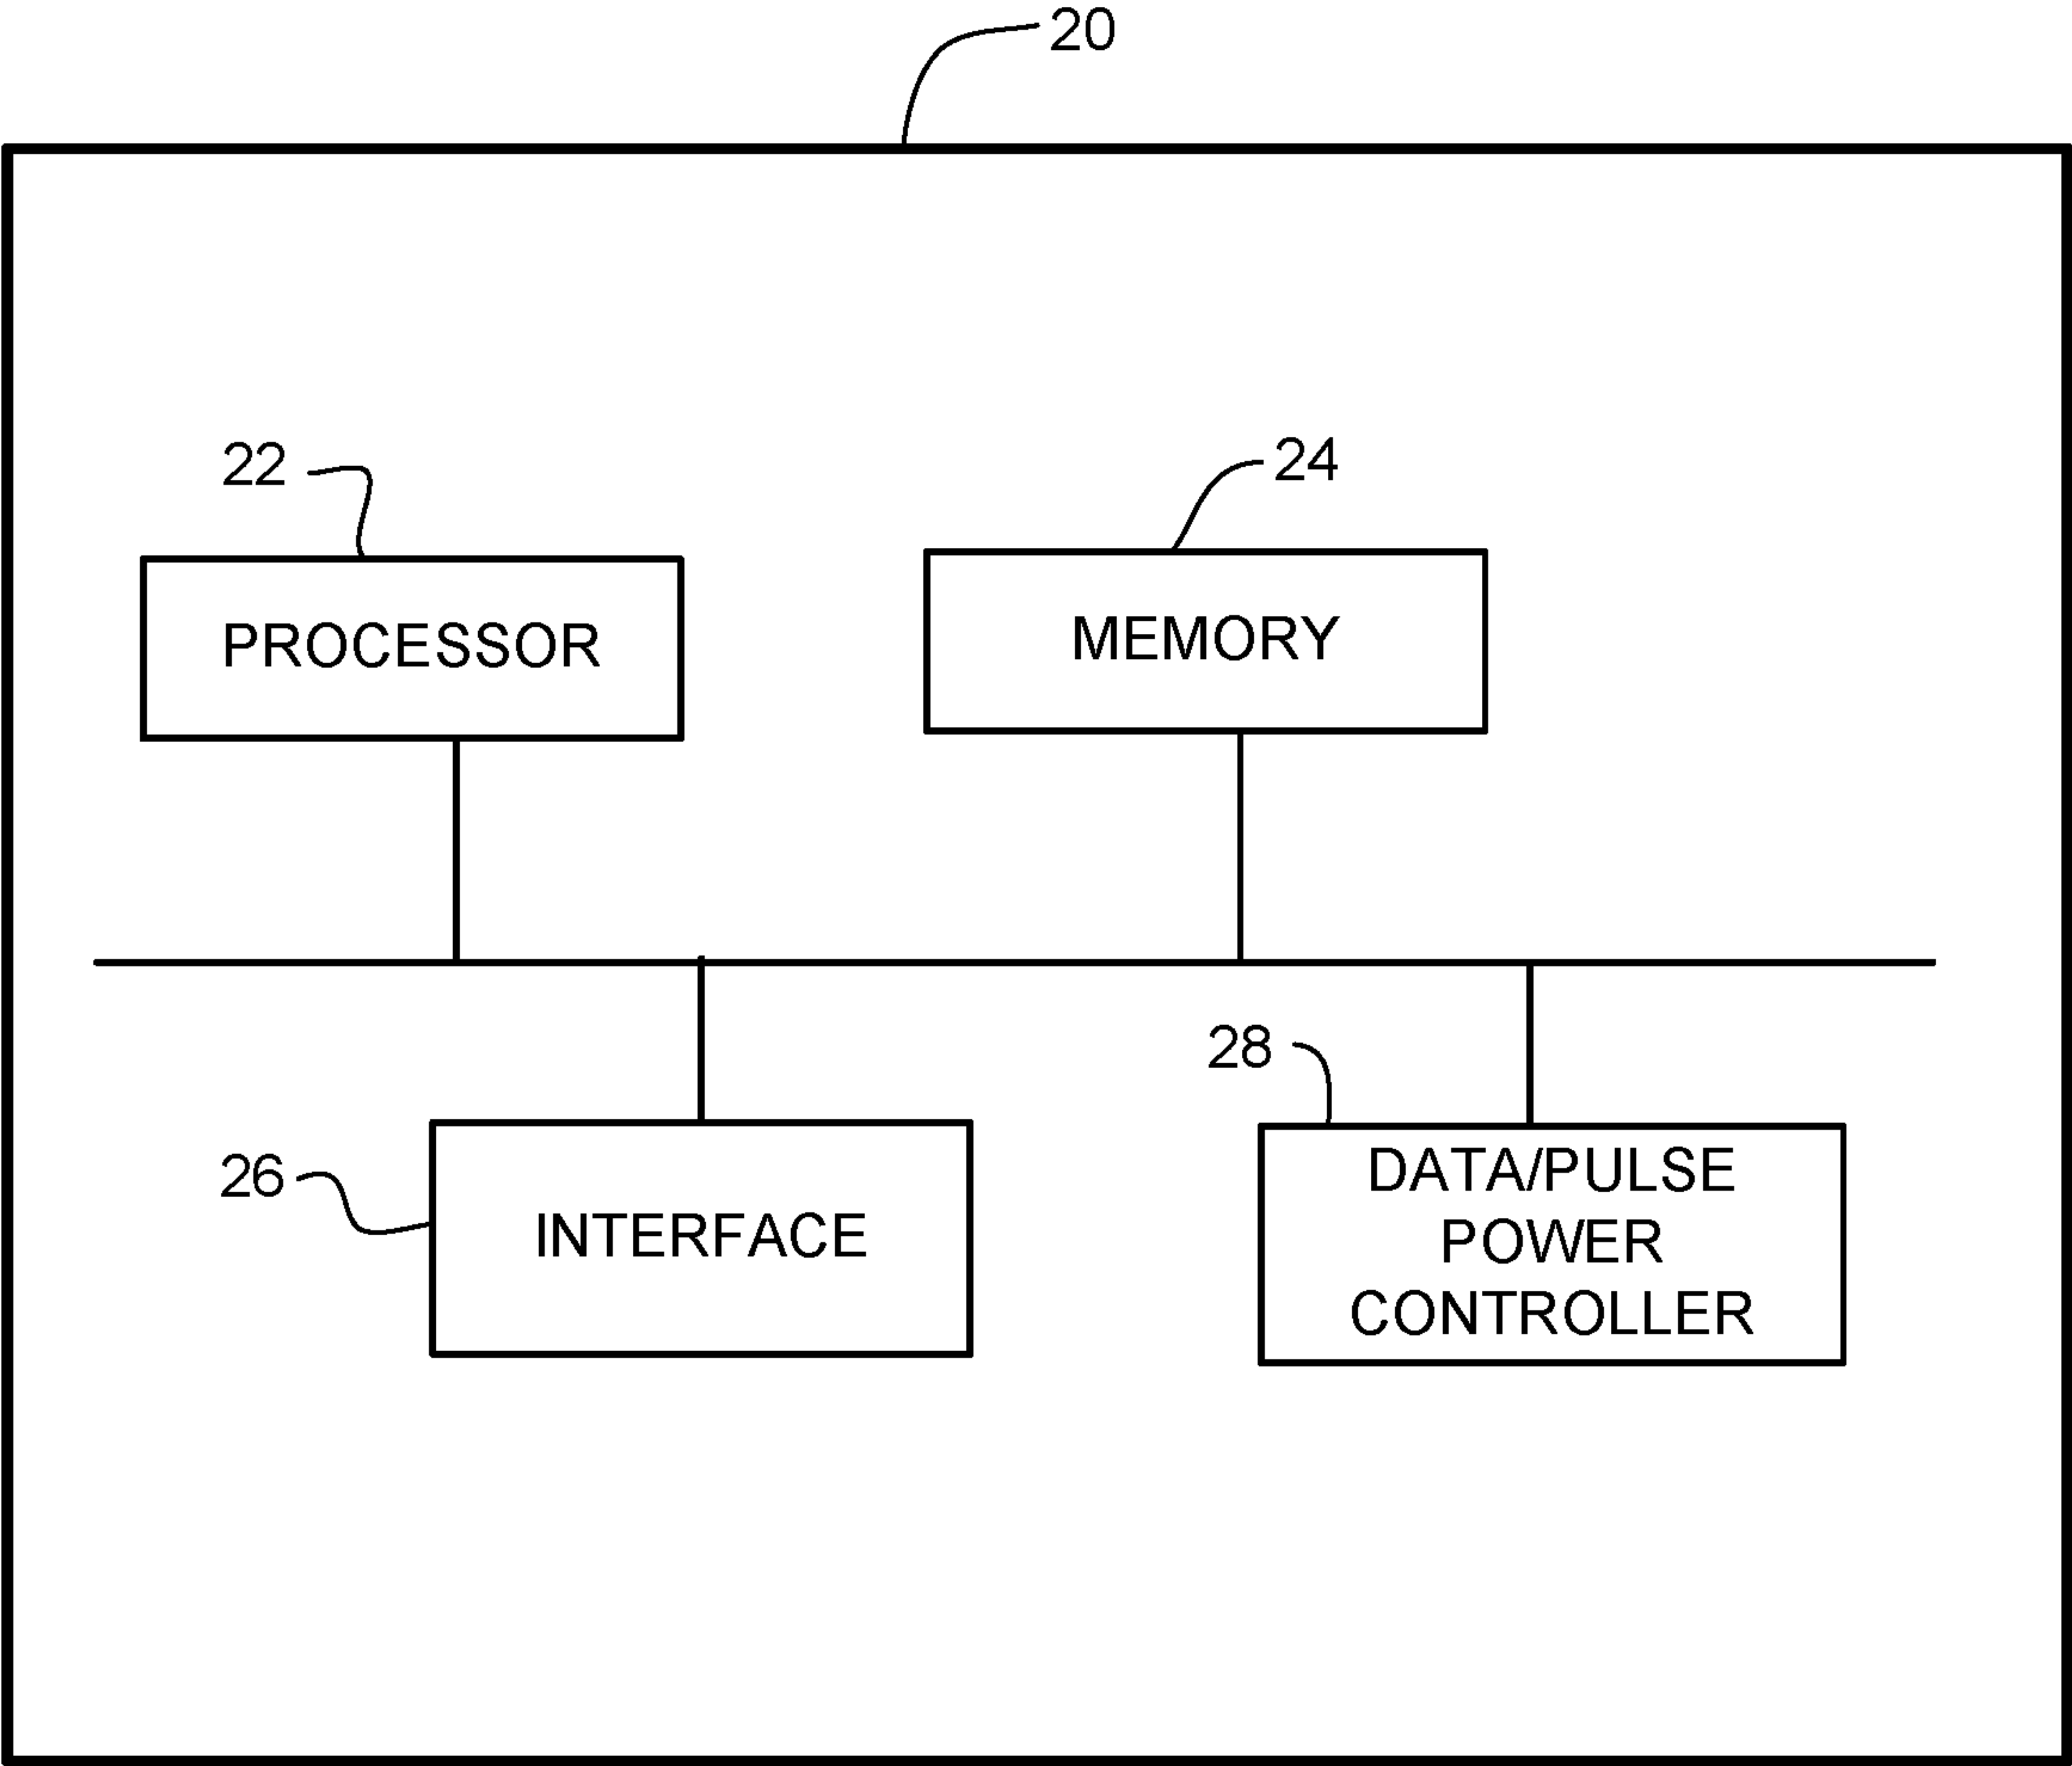 20
22
24
PROCESSOR
MEMORY
28
26
INTERFACE
DATA/PULSE
POWER
CONTROLLER